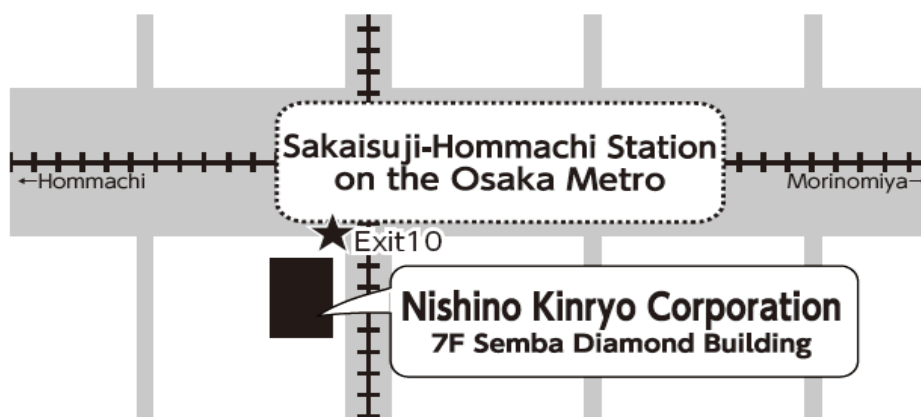 Sakaisuji-Hommachi Station
on the Osaka Metro
←Hommachi
Morinomiya→
Exit10
Nishino Kinryo Corporation
7F Semba Diamond Building